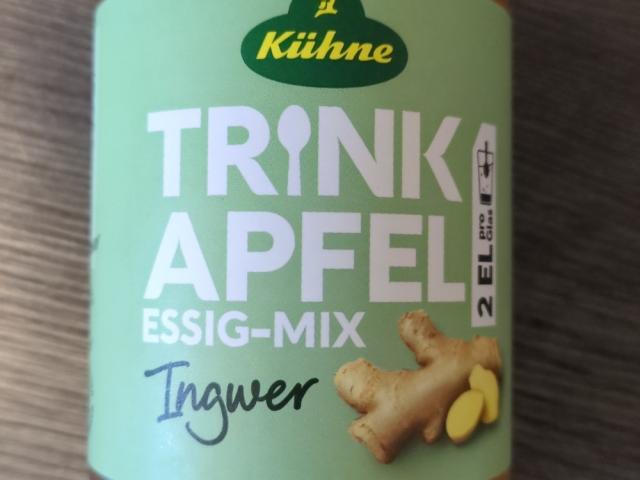 Kühne
TRINK
APFEL
ESSIG-MIX
Ingwer
2 EL pro Glas